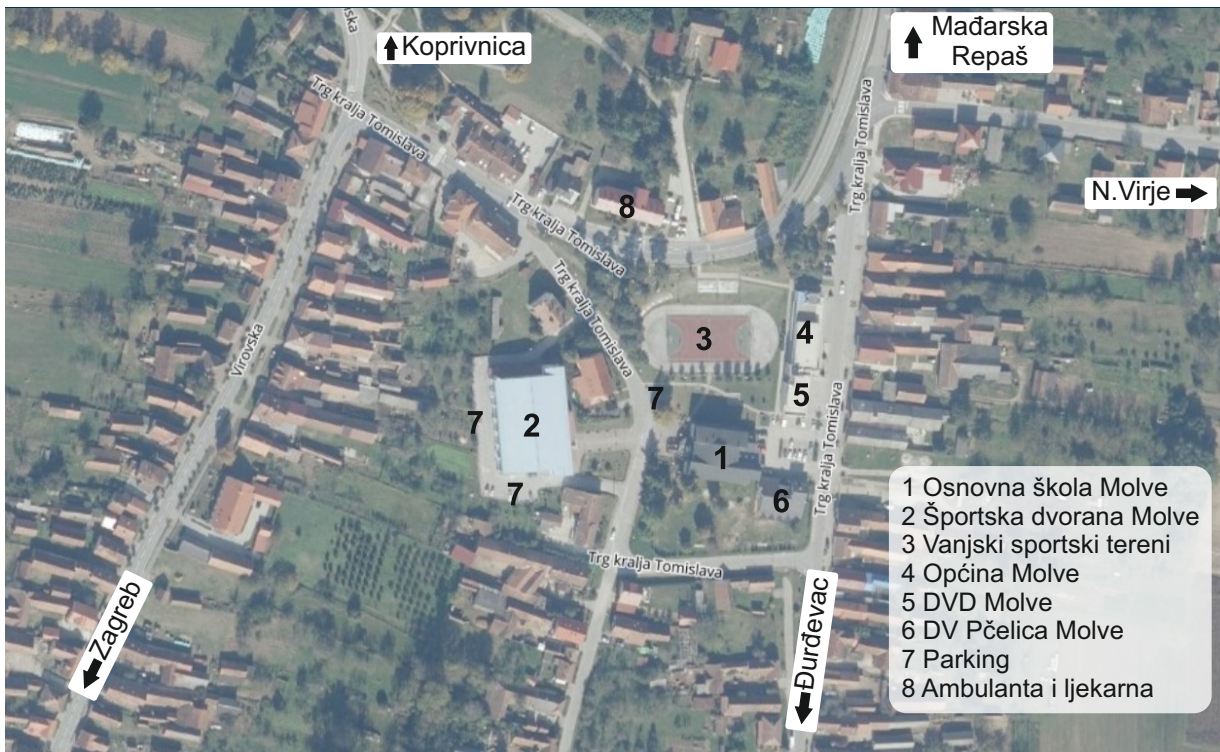 ska
Koprivnica
Mađarska
Repaš
Trg kralja Tomislava
Trg kralja Tomislava
N.Virje
8
Trg kralja Tomislava
Trg kralja Tomislava
Virovska
3
4
7
5
Trg kralja Tomislava
7
2
1
7
6
Trg kralja Tomislava
Zagreb
Đurđevac
1 Osnovna škola Molve
2 Športska dvorana Molve
3 Vanjski sportski tereni
4 Općina Molve
5 DVD Molve
6 DV Pčelica Molve
7 Parking
8 Ambulanta i ljekarna